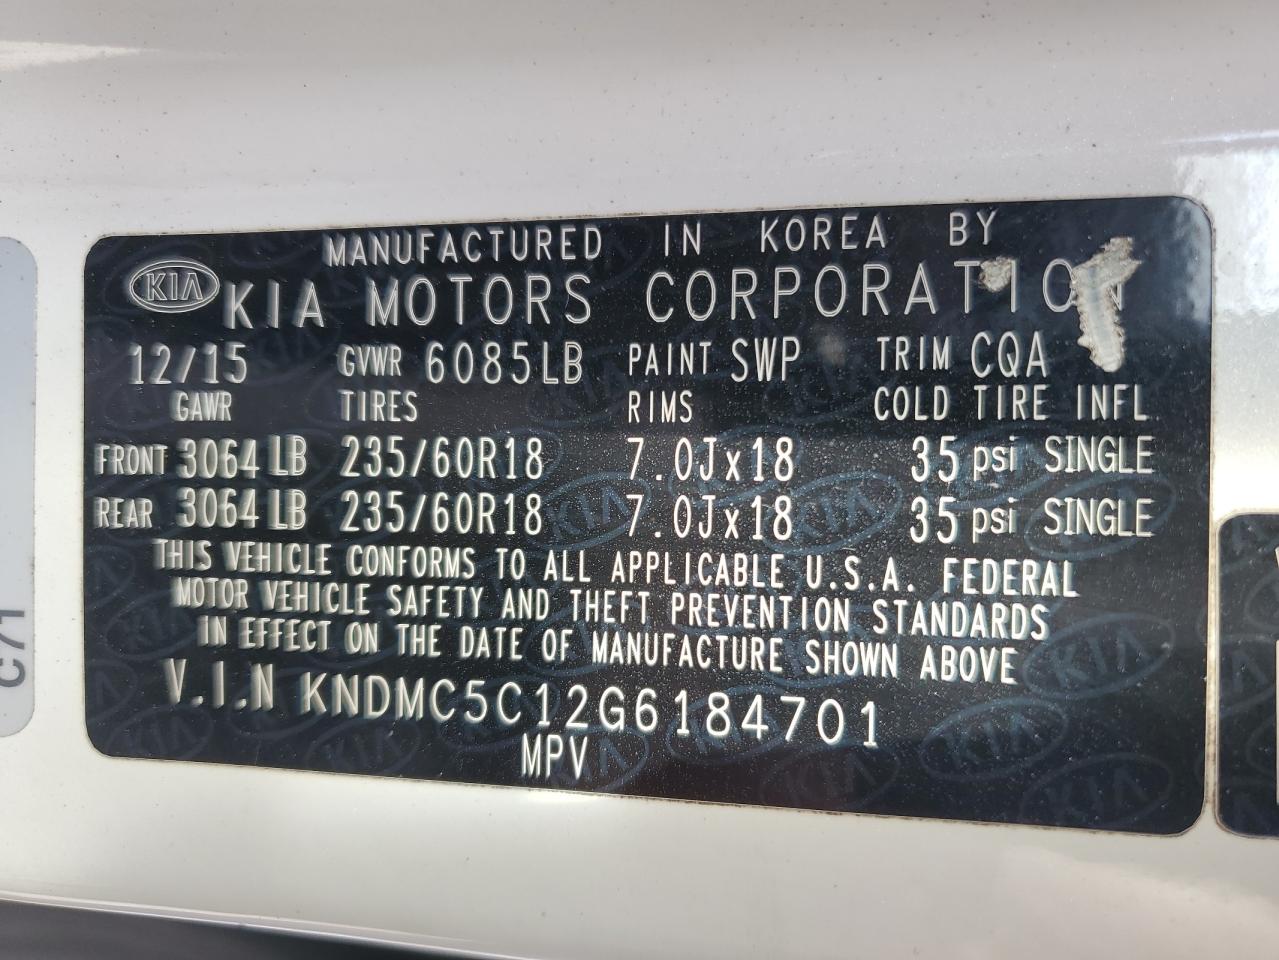 MANUFACTURED IN KOREA BY
KIA KIA MOTORS CORPORATION
12/15 GVWR 6085LB PAINT SWP TRIM CQA
GAWR TIRES RIMS COLD TIRE INFL
FRONT 3064 LB 235/60R18 7.0Jx18 35 psi SINGLE
REAR 3064 LB 235/60R18 7.0Jx18 35 psi SINGLE
THIS VEHICLE CONFORMS TO ALL APPLICABLE U.S.A. FEDERAL
MOTOR VEHICLE SAFETY AND THEFT PREVENTION STANDARDS
IN EFFECT ON THE DATE OF MANUFACTURE SHOWN ABOVE
V.I.N KNDMC5C12G6184701
MPV
C71